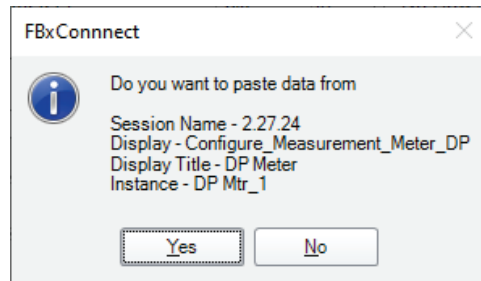 FBxConnnect
Do you want to paste data from
Session Name - 2.27.24
Display - Configure_Measurement_Meter_DP
Display Title - DP Meter
Instance - DP Mtr_1
Yes
No